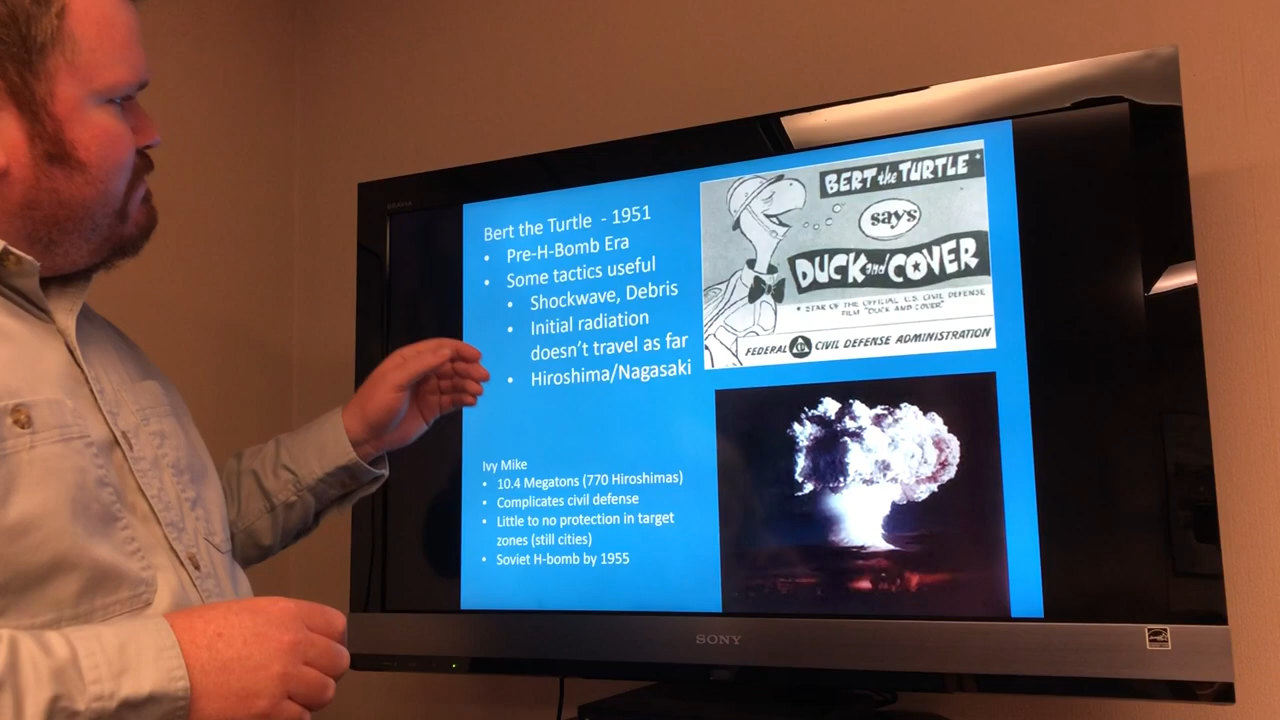 Bert the Turtle - 1951
• Pre-H-Bomb Era
• Some tactics useful
• Shockwave, Debris
• Initial radiation
doesn't travel as far
• Hiroshima/Nagasaki
Ivy Mike
• 10.4 Megatons (770 Hiroshimas)
• Complicates civil defense
• Little to no protection in target
zones (still cities)
• Soviet H-bomb by 1955
BERT the TURTLE *
says
DUCK and COVER
* STAR OF THE OFFICIAL U.S. CIVIL DEFENSE
FILM "DUCK AND COVER"
FEDERAL CD CIVIL DEFENSE ADMINISTRATION
SONY